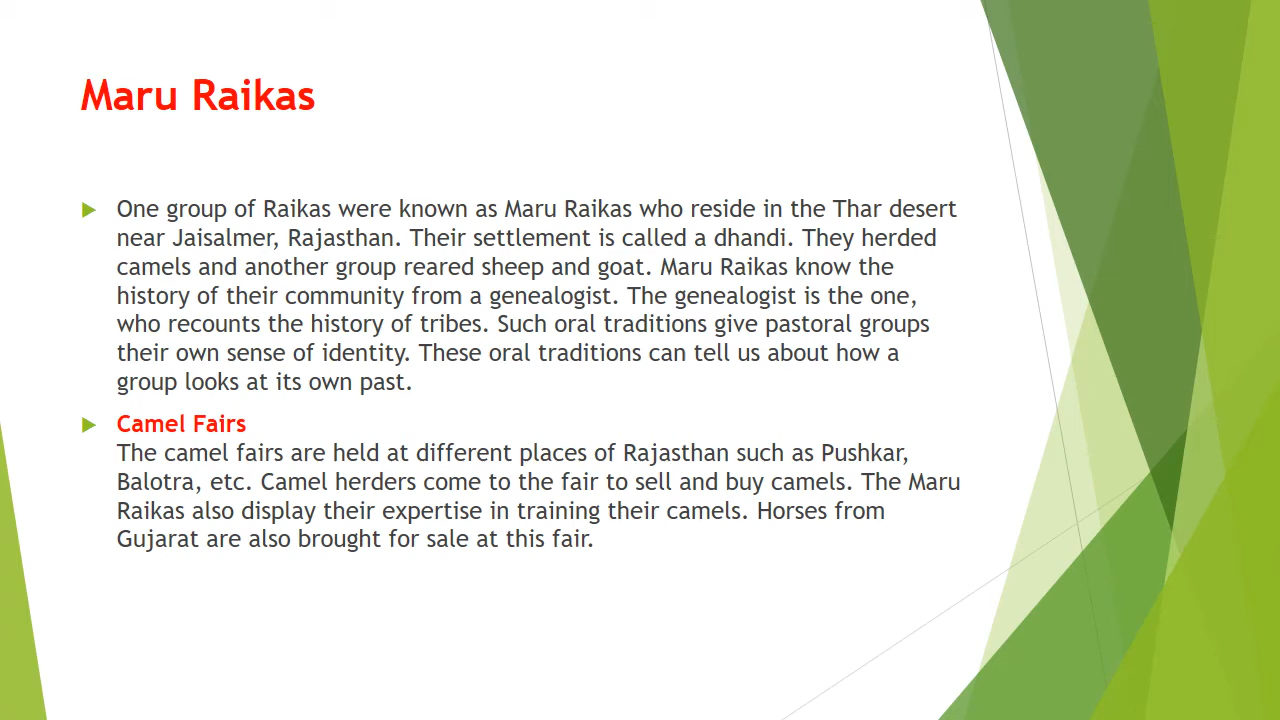 Maru Raikas
One group of Raikas were known as Maru Raikas who reside in the Thar desert
near Jaisalmer, Rajasthan. Their settlement is called a dhandi. They herded
camels and another group reared sheep and goat. Maru Raikas know the
history of their community from a genealogist. The genealogist is the one,
who recounts the history of tribes. Such oral traditions give pastoral groups
their own sense of identity. These oral traditions can tell us about how a
group looks at its own past.
Camel Fairs
The camel fairs are held at different places of Rajasthan such as Pushkar,
Balotra, etc. Camel herders come to the fair to sell and buy camels. The Maru
Raikas also display their expertise in training their camels. Horses from
Gujarat are also brought for sale at this fair.